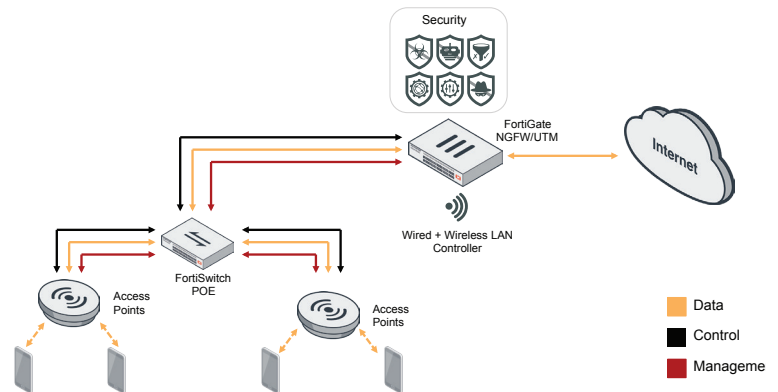 Security
FortiGate
NGFW/UTM
Internet
Wired + Wireless LAN
Controller
FortiSwitch
POE
Access
Points
Access
Points
Data
Control
Manageme